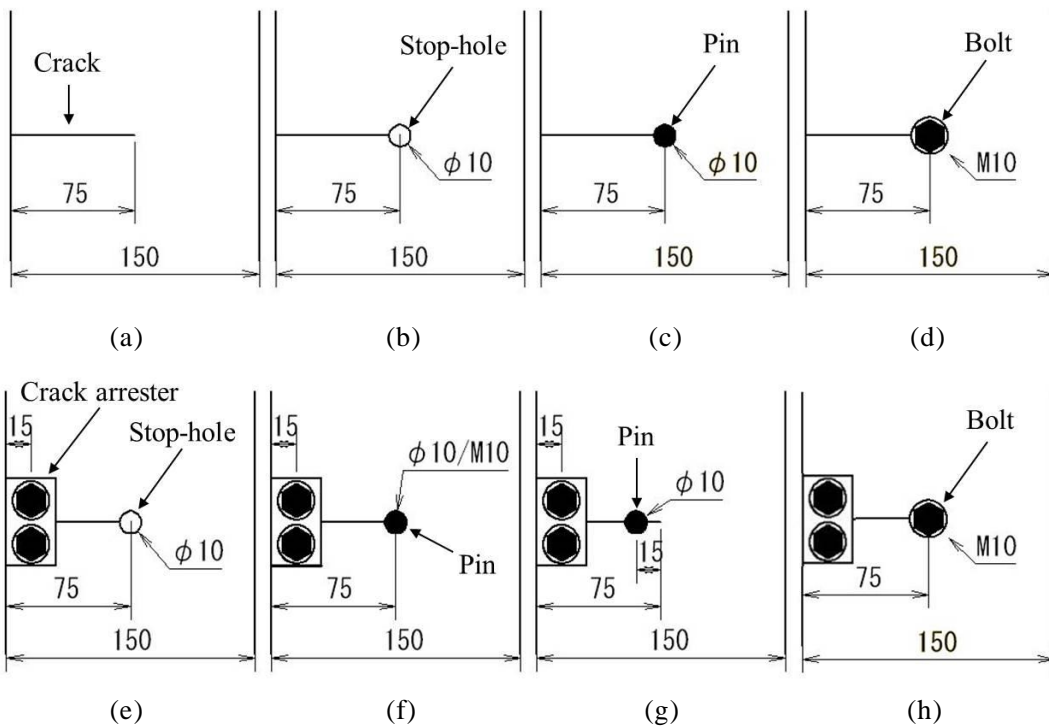 Crack
75
150
(a)
Stop-hole
φ10
75
150
(b)
Pin
φ10
75
150
(c)
Bolt
M10
75
150
(d)
Crack arrester
15
Stop-hole
φ10
75
150
(e)
15
φ10/M10
Pin
75
150
(f)
15
Pin
φ10
15
75
150
(g)
Bolt
M10
75
150
(h)